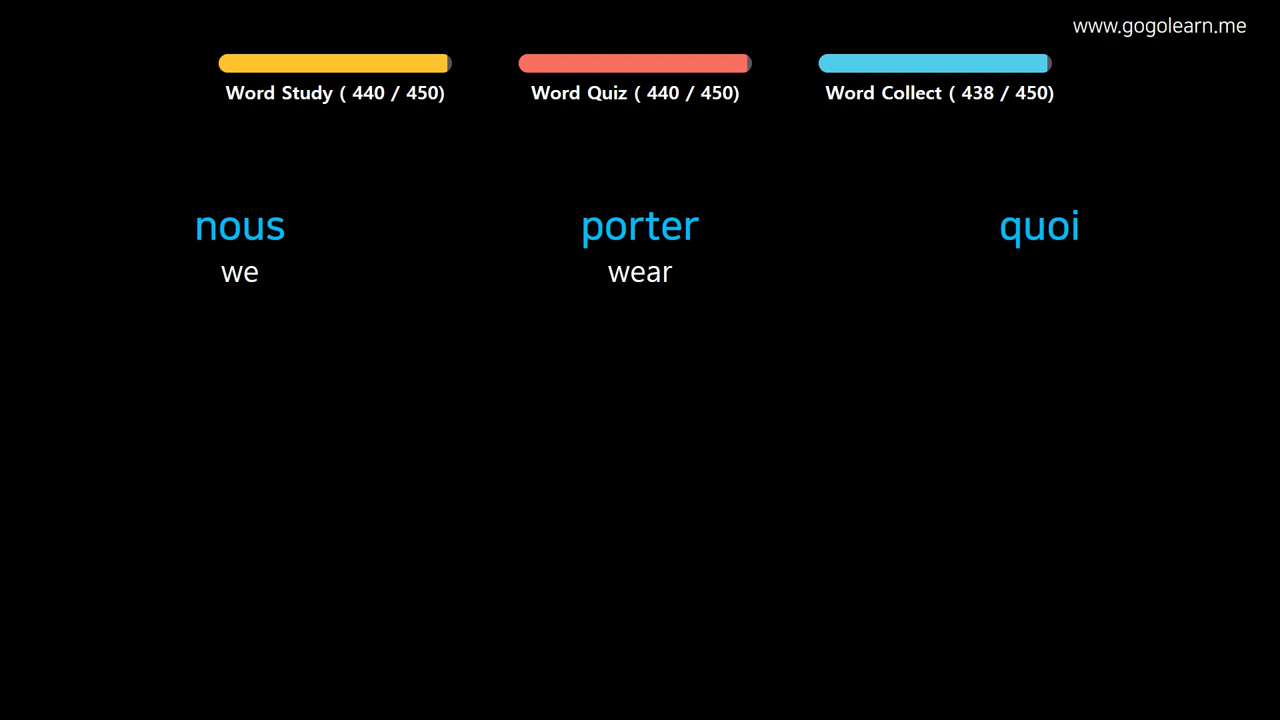 www.gogolearn.me
Word Study ( 440 / 450)
Word Quiz ( 440 / 450)
Word Collect ( 438 / 450)
nous
porter
quoi
we
wear